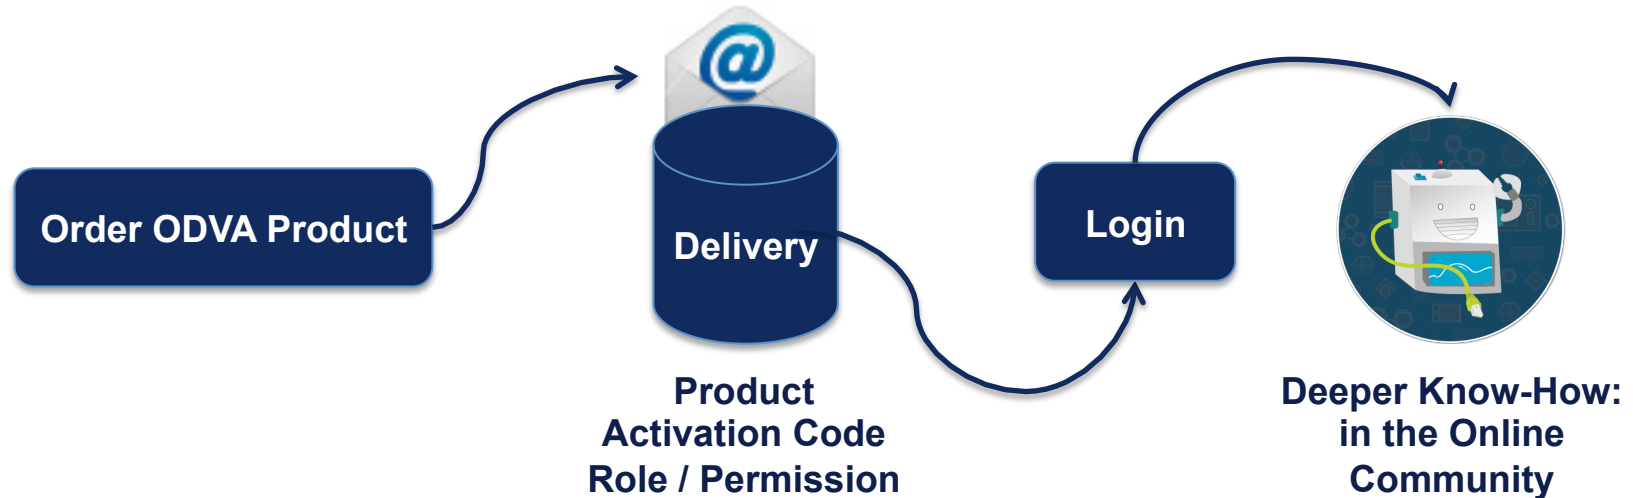 Order ODVA Product
@
Delivery
Product
Activation Code
Role / Permission
Login
Deeper Know-How:
in the Online
Community